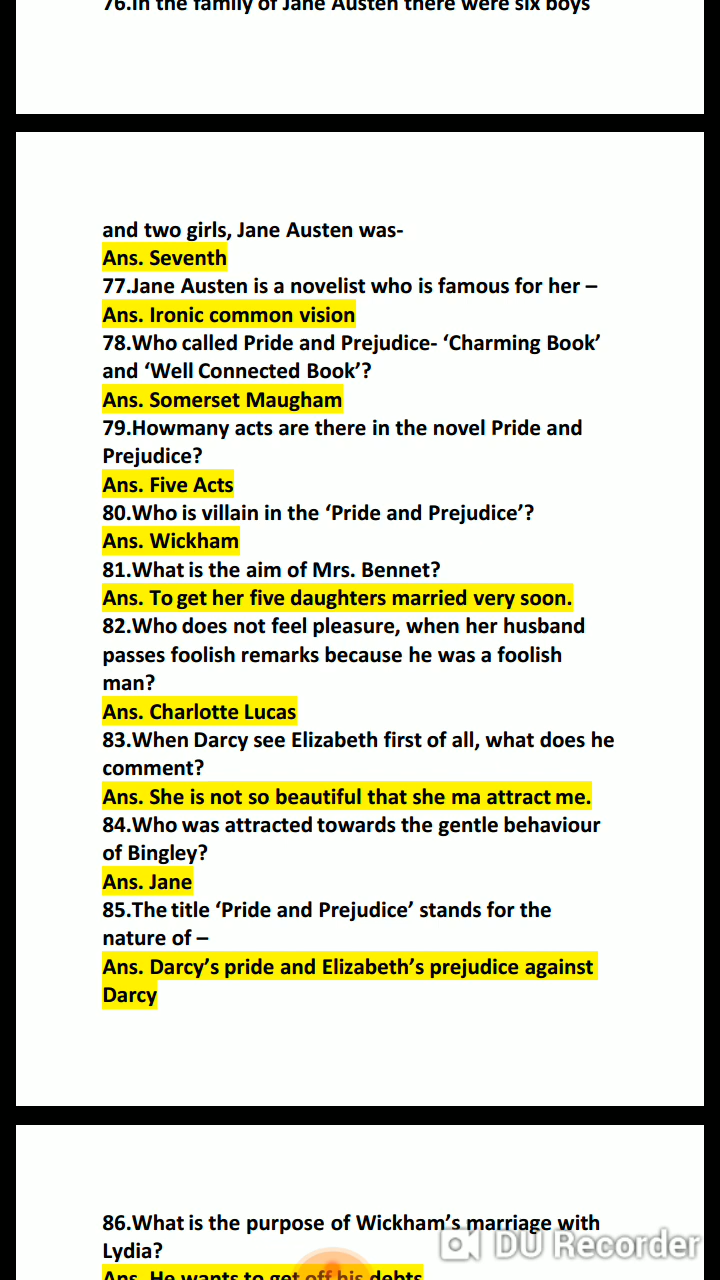 76.In the family of Jane Austen there were six boys
and two girls, Jane Austen was-
Ans. Seventh
77.Jane Austen is a novelist who is famous for her –
Ans. Ironic common vision
78.Who called Pride and Prejudice- ‘Charming Book’
and ‘Well Connected Book’?
Ans. Somerset Maugham
79.Howmany acts are there in the novel Pride and
Prejudice?
Ans. Five Acts
80.Who is villain in the ‘Pride and Prejudice’?
Ans. Wickham
81.What is the aim of Mrs. Bennet?
Ans. To get her five daughters married very soon.
82.Who does not feel pleasure, when her husband
passes foolish remarks because he was a foolish
man?
Ans. Charlotte Lucas
83.When Darcy see Elizabeth first of all, what does he
comment?
Ans. She is not so beautiful that she ma attract me.
84.Who was attracted towards the gentle behaviour
of Bingley?
Ans. Jane
85.The title ‘Pride and Prejudice’ stands for the
nature of –
Ans. Darcy’s pride and Elizabeth’s prejudice against
Darcy
86.What is the purpose of Wickham’s marriage with
Lydia?
DU Recorder
Ans. He wants to get off his debts